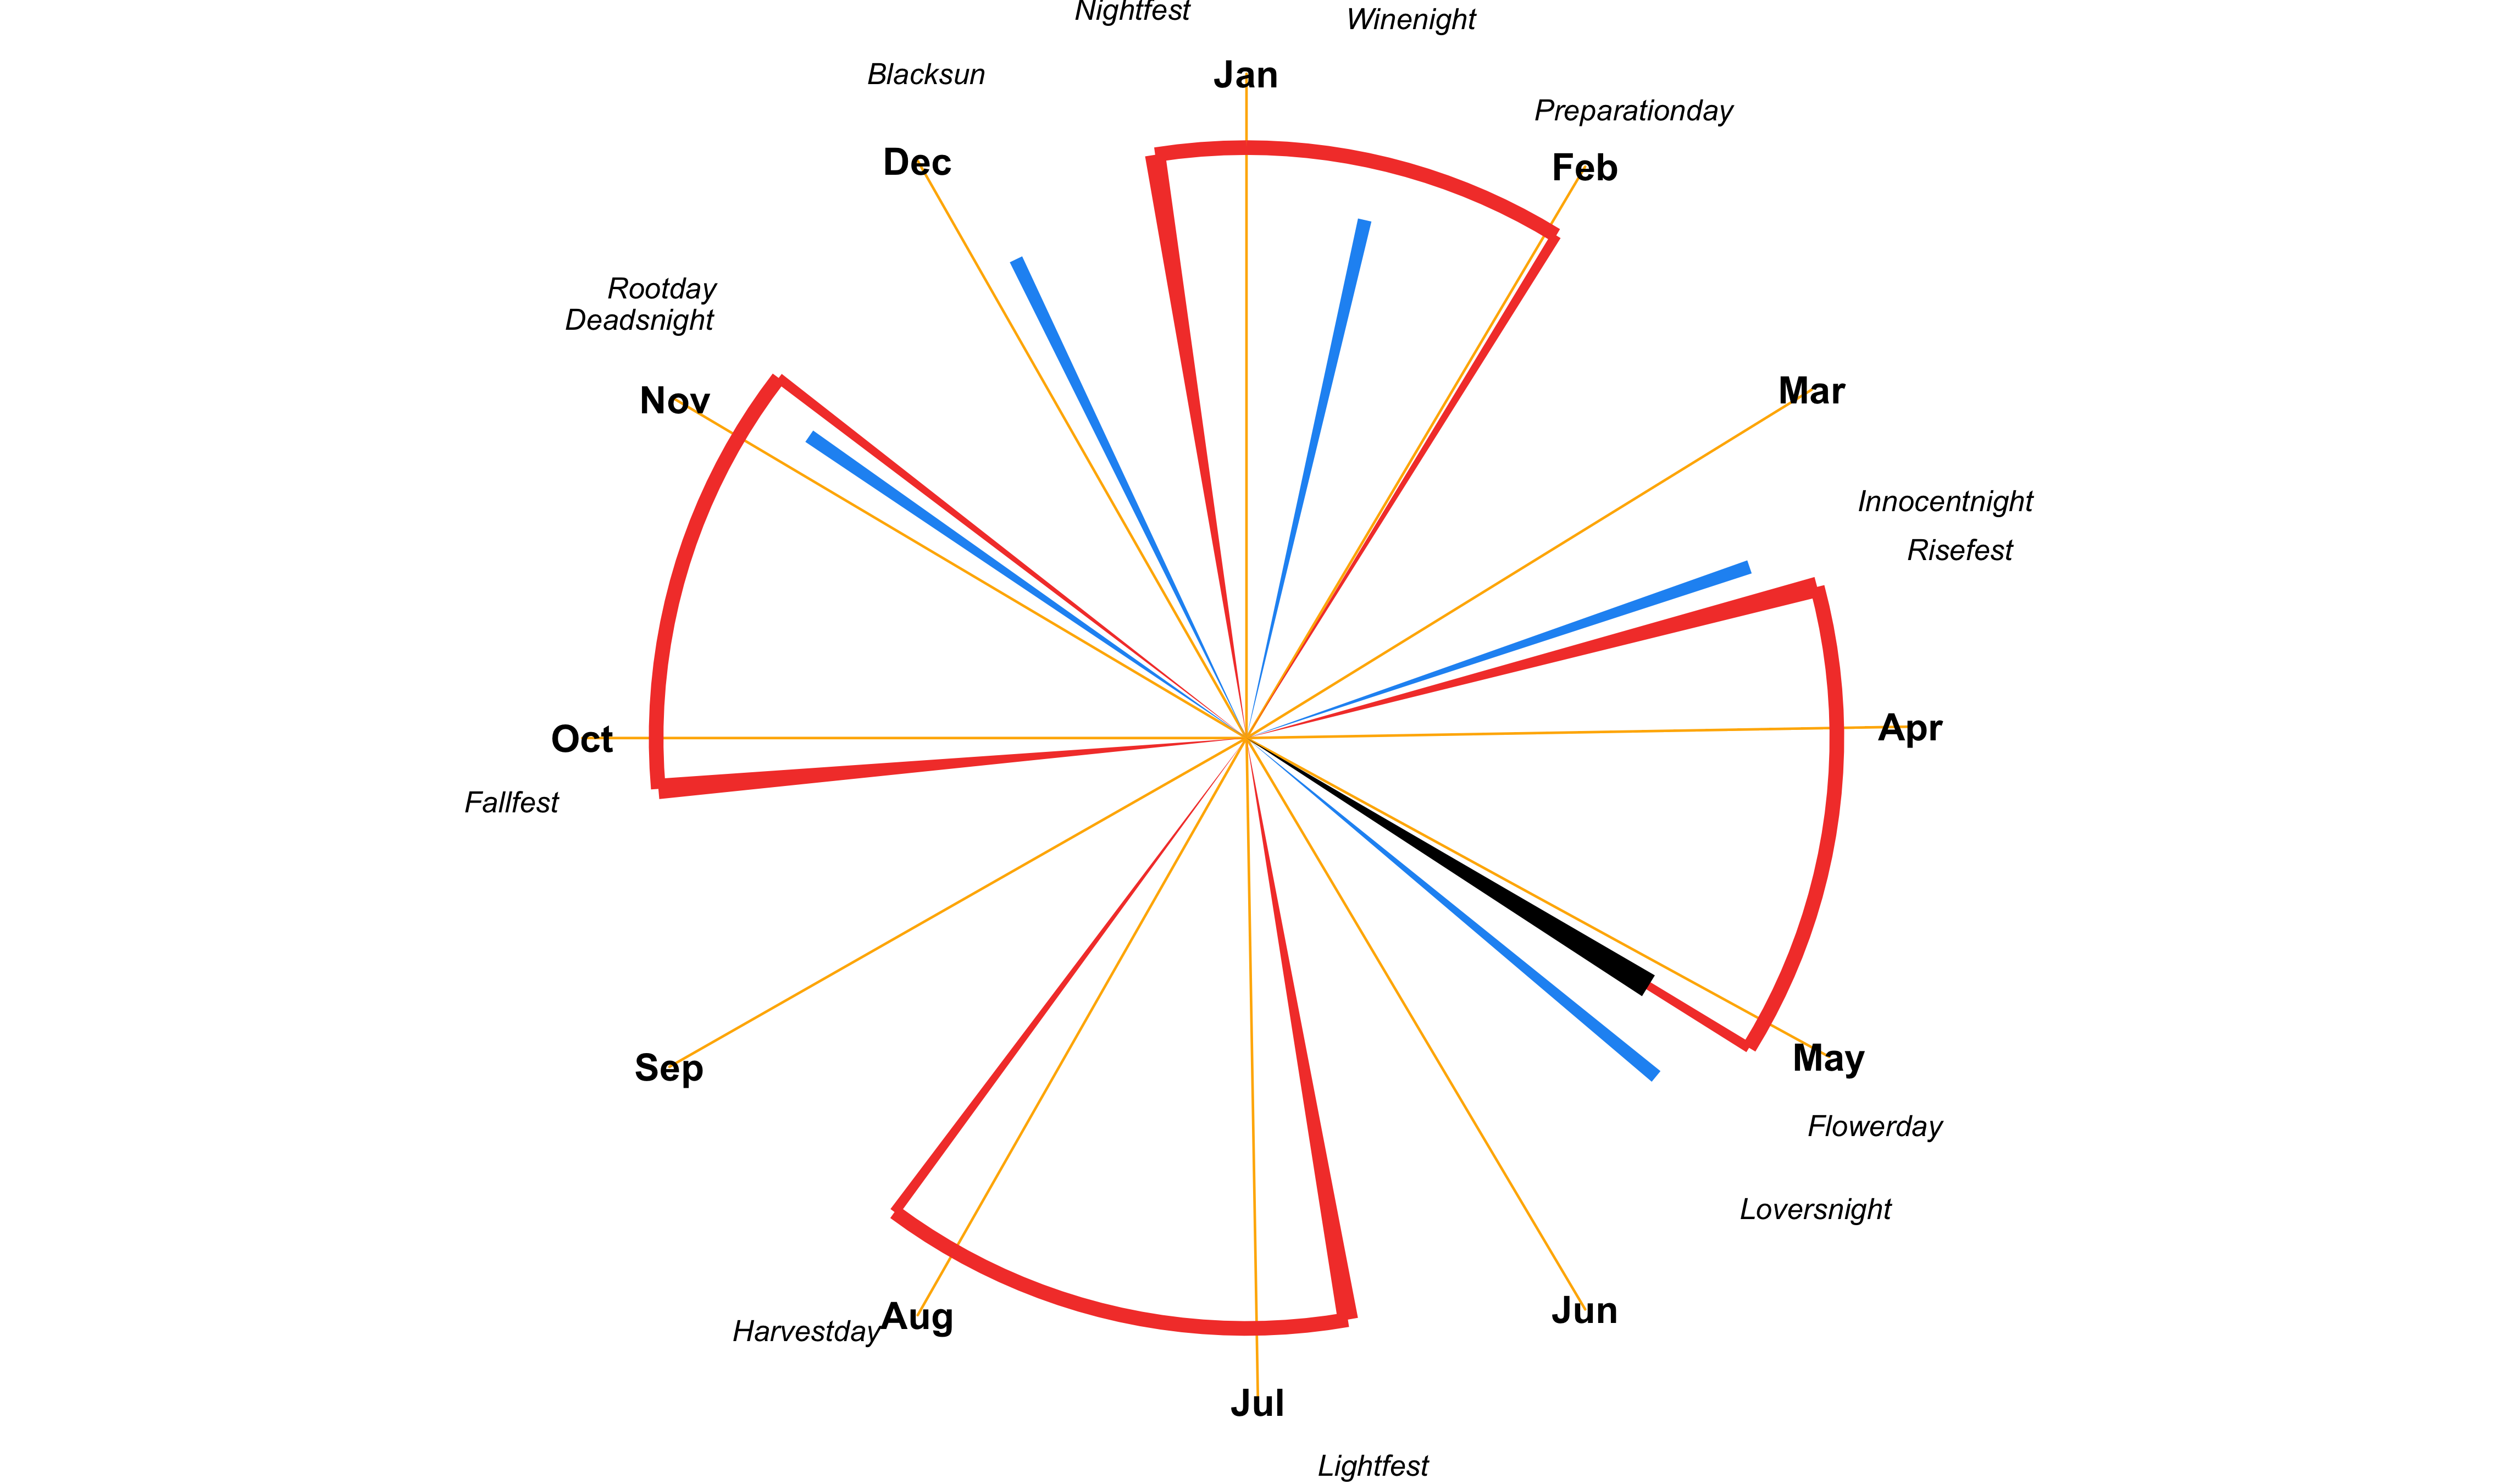 Nightfest
Winenight
Blacksun
Jan
Preparationday
Dec
Feb
Rootday
Deadsnight
Nov
Mar
Innocentnight
Risefest
Oct
Apr
Fallfest
Sep
May
Flowerday
Loversnight
Harvestday
Aug
Jun
Jul
Lightfest